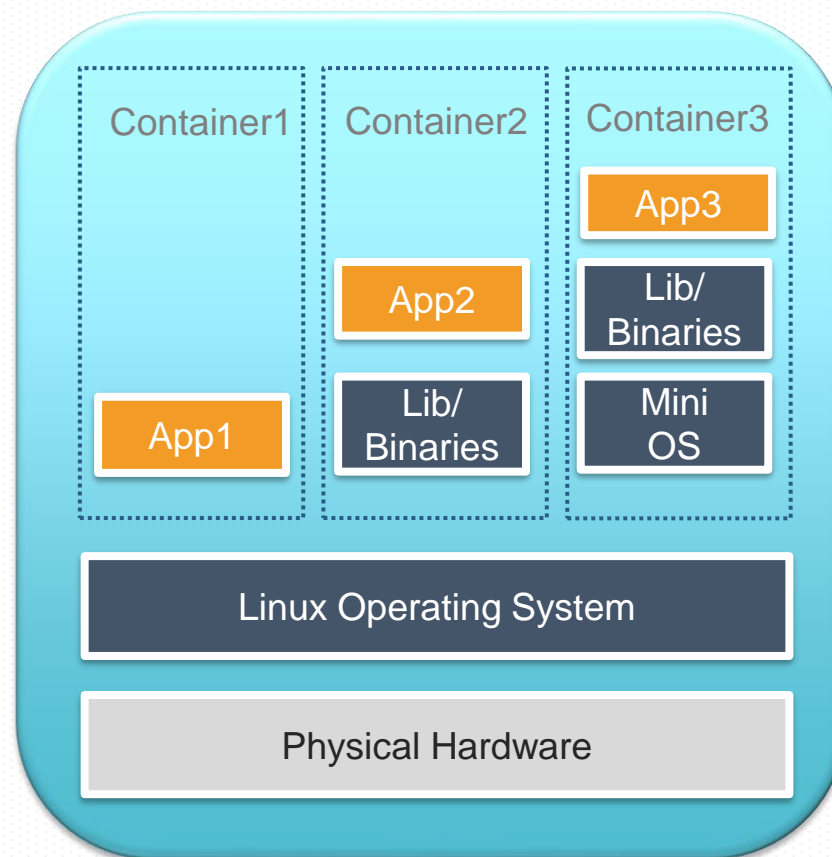 Container1
Container2
Container3
App3
App2
Lib/
Binaries
App1
Lib/
Binaries
Mini
OS
Linux Operating System
Physical Hardware